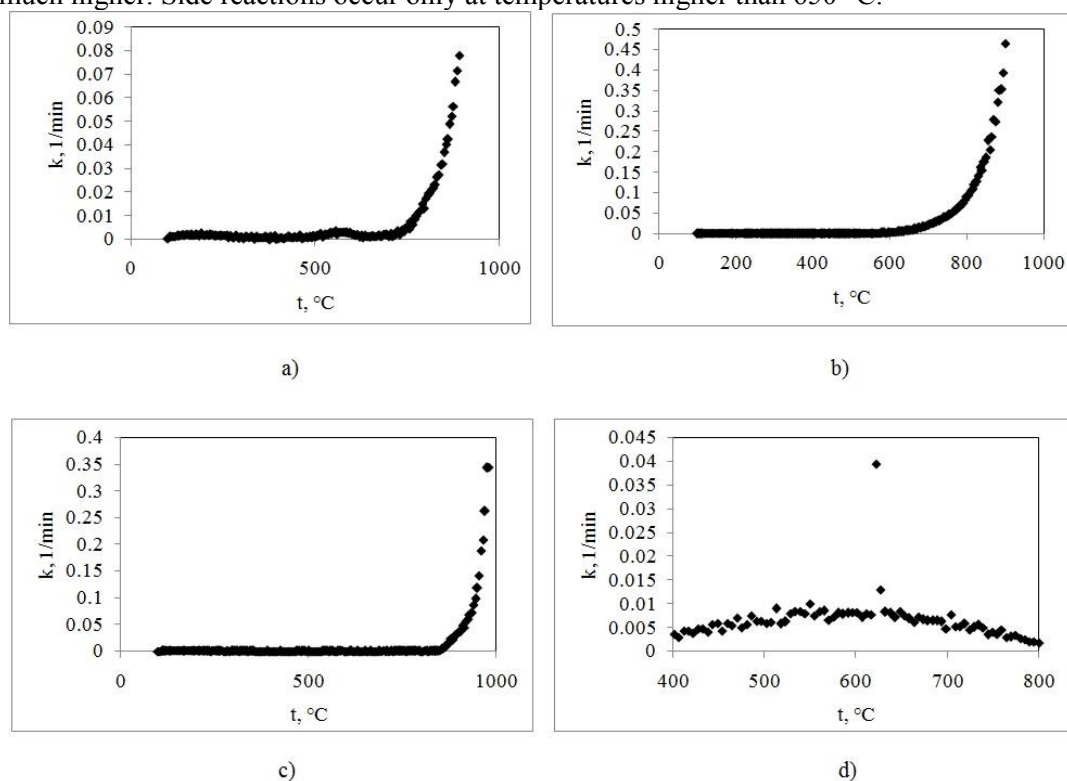 much higher. Side reactions occur only at temperatures higher than 650 °C.
0.09
0.08
0.07
0.06
0.05
0.04
0.03
0.02
0.01
0
k, 1/min
0 500 1000
t, °C
a)
0.5
0.45
0.4
0.35
0.3
0.25
0.2
0.15
0.1
0.05
0
k, 1/min
0 200 400 600 800 1000
t, °C
b)
0.4
0.35
0.3
0.25
0.2
0.15
0.1
0.05
0
k, 1/min
0 500 1000
t, °C
c)
0.045
0.04
0.035
0.03
0.025
0.02
0.015
0.01
0.005
0
k, 1/min
400 500 600 700 800
t, °C
d)